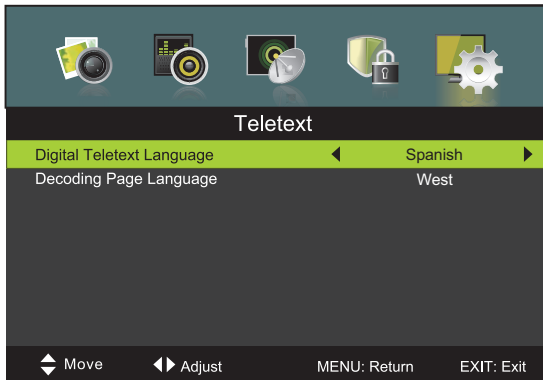 Teletext
Digital Teletext Language Spanish
Decoding Page Language West
Move Adjust MENU: Return EXIT: Exit